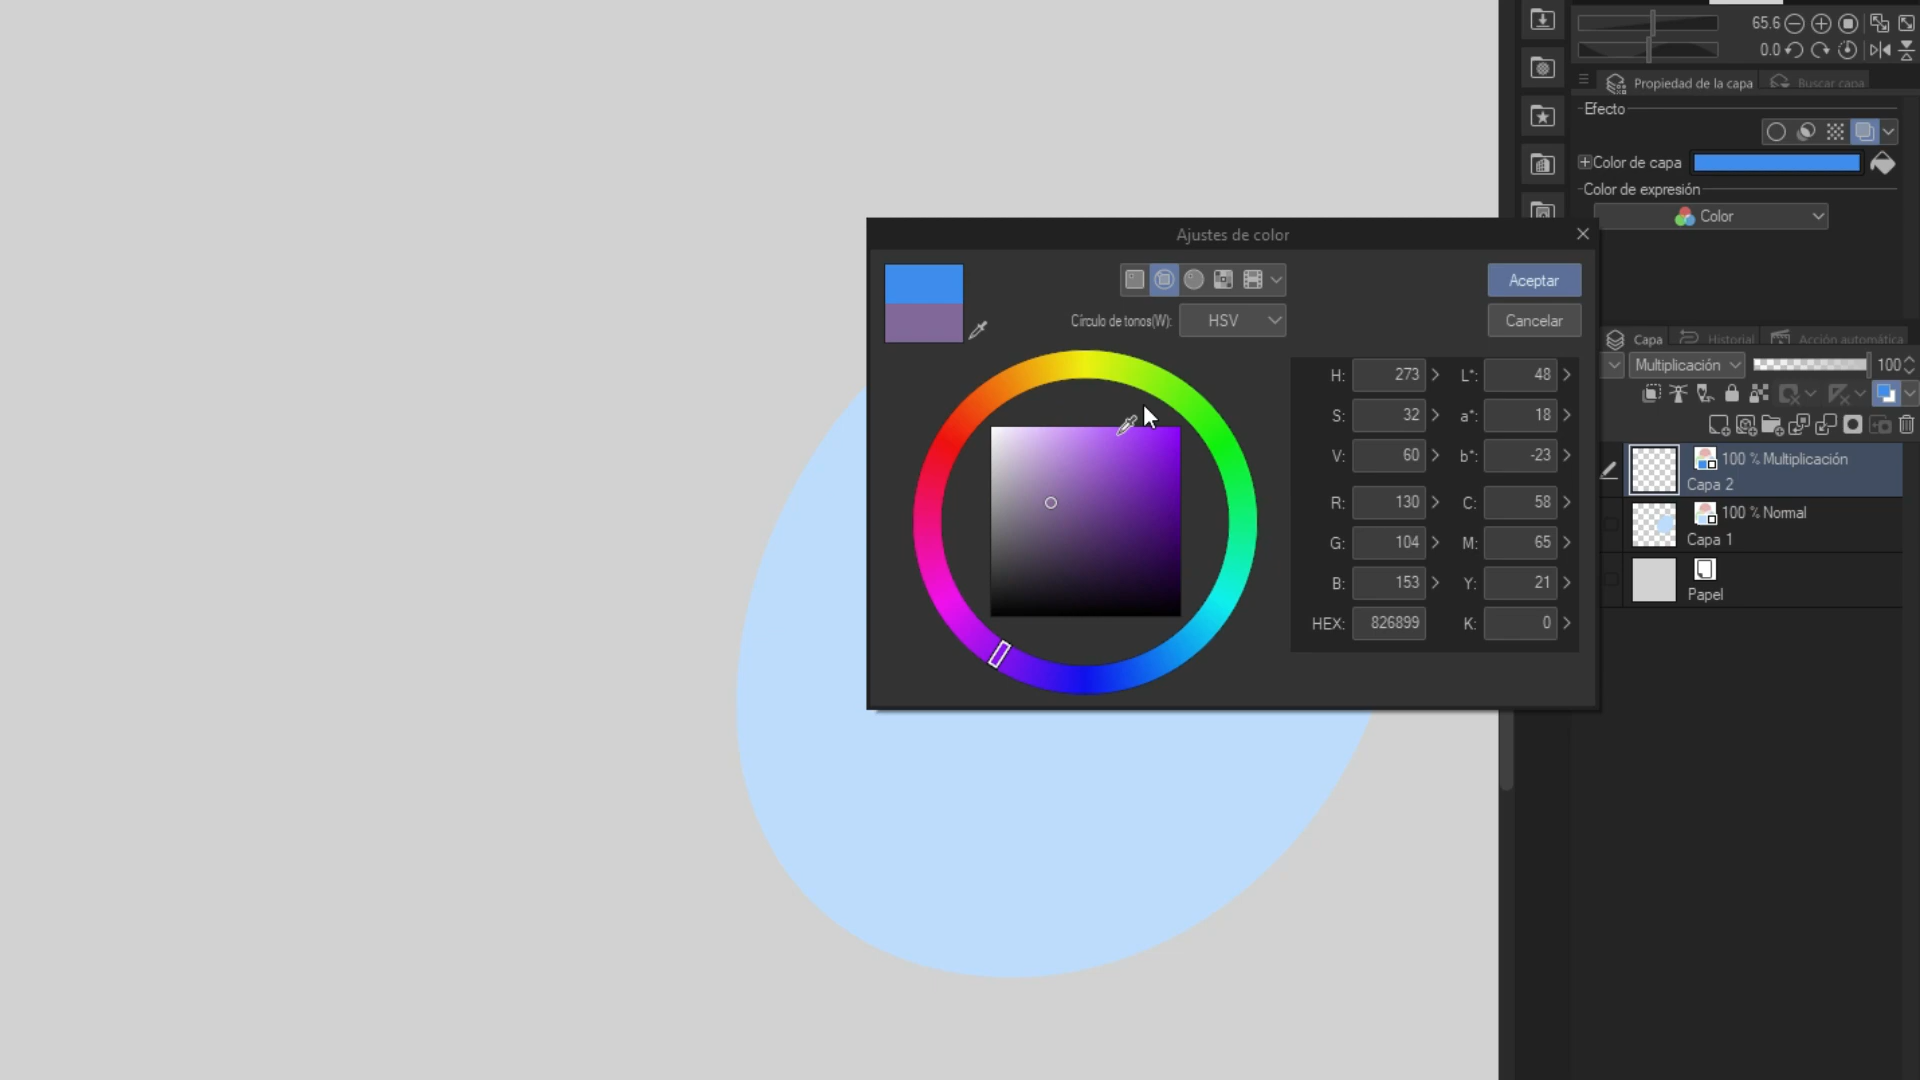 65.6
0.0
Propiedad de la capa
Buscar capa
Efecto
Color de capa
Color de expresión
Color
Ajustes de color
Aceptar
Círculo de tonos(W):
HSV
Cancelar
H: 273
L*: 48
S: 32
a*: 18
V: 60
b*: -23
R: 130
C: 58
G: 104
M: 65
B: 153
Y: 21
HEX: 826899
K: 0
Capa
Historial
Acción automática
Multiplicación
100
100 % Multiplicación
Capa 2
100 % Normal
Capa 1
Papel